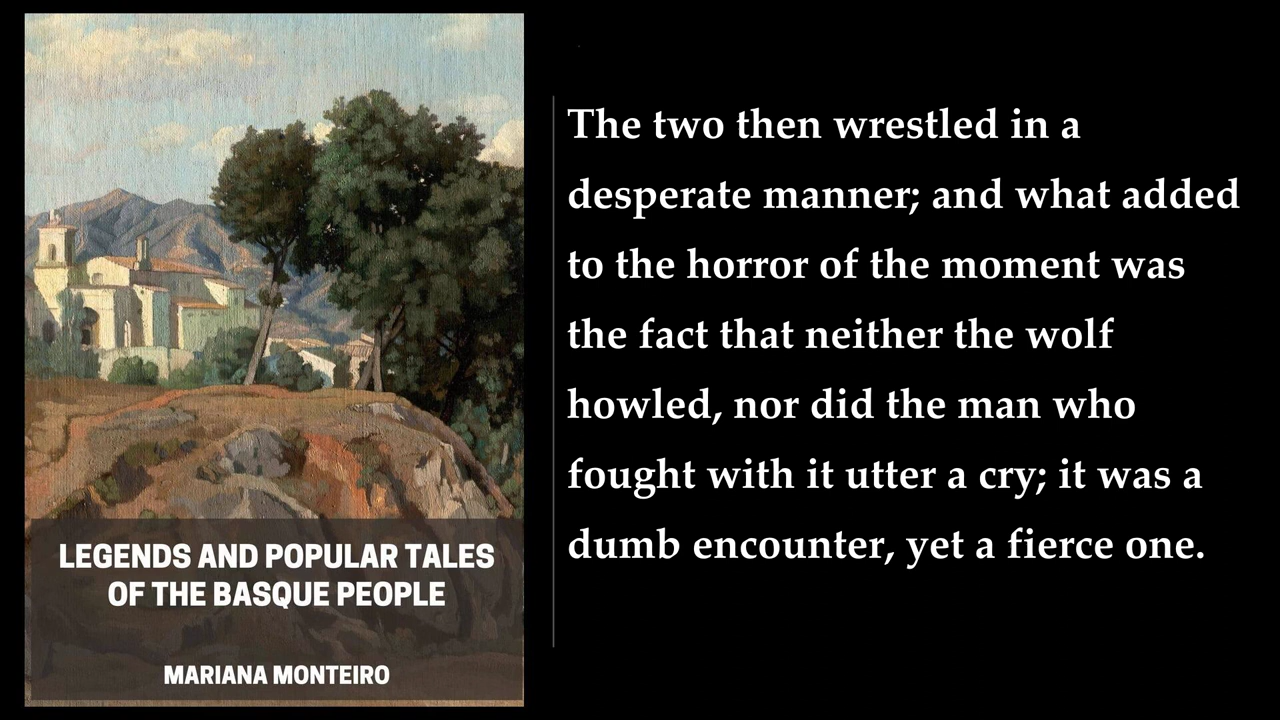 LEGENDS AND POPULAR TALES
OF THE BASQUE PEOPLE
MARIANA MONTEIRO
The two then wrestled in a
desperate manner; and what added
to the horror of the moment was
the fact that neither the wolf
howled, nor did the man who
fought with it utter a cry; it was a
dumb encounter, yet a fierce one.